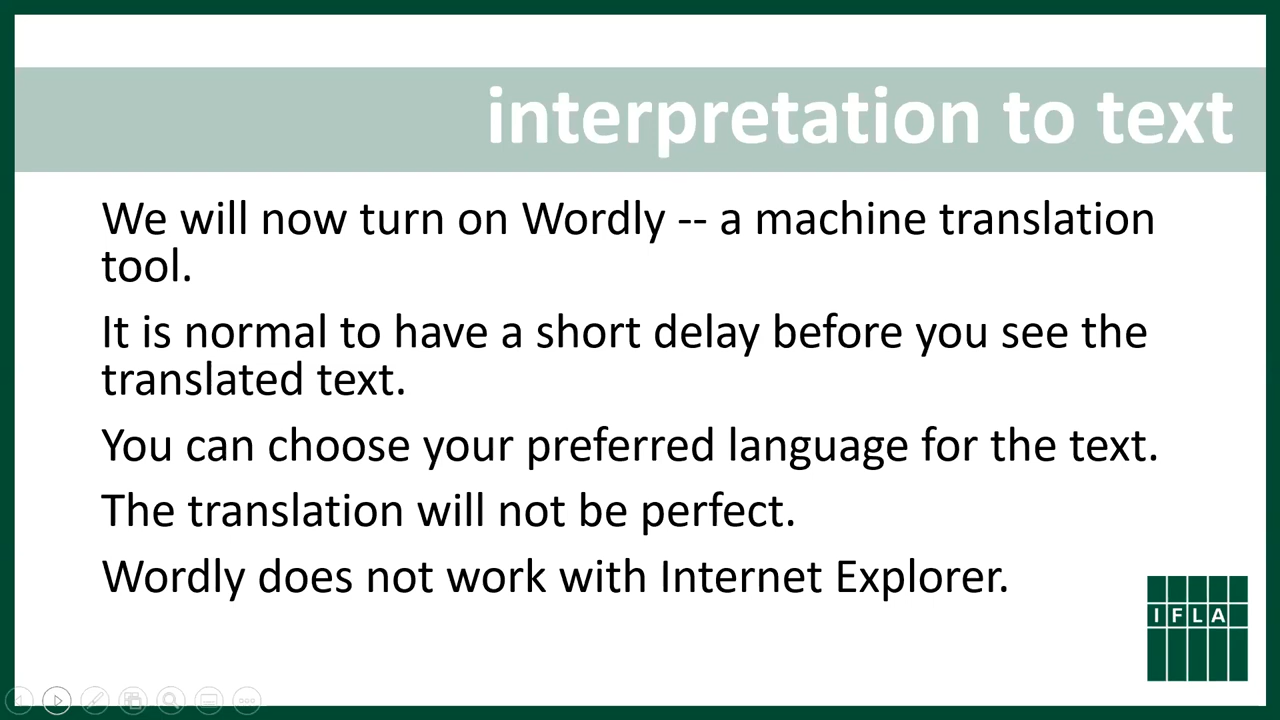 interpretation to text
We will now turn on Wordly -- a machine translation
tool.
It is normal to have a short delay before you see the
translated text.
You can choose your preferred language for the text.
The translation will not be perfect.
Wordly does not work with Internet Explorer.
IFLA